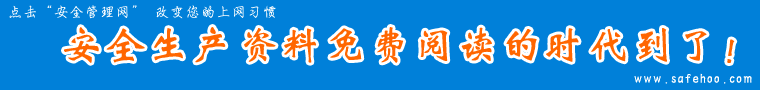 点击“安全管理网” 改变您的上网习惯
安全生产资料免费阅读的时代到了!
www.safehoo.com